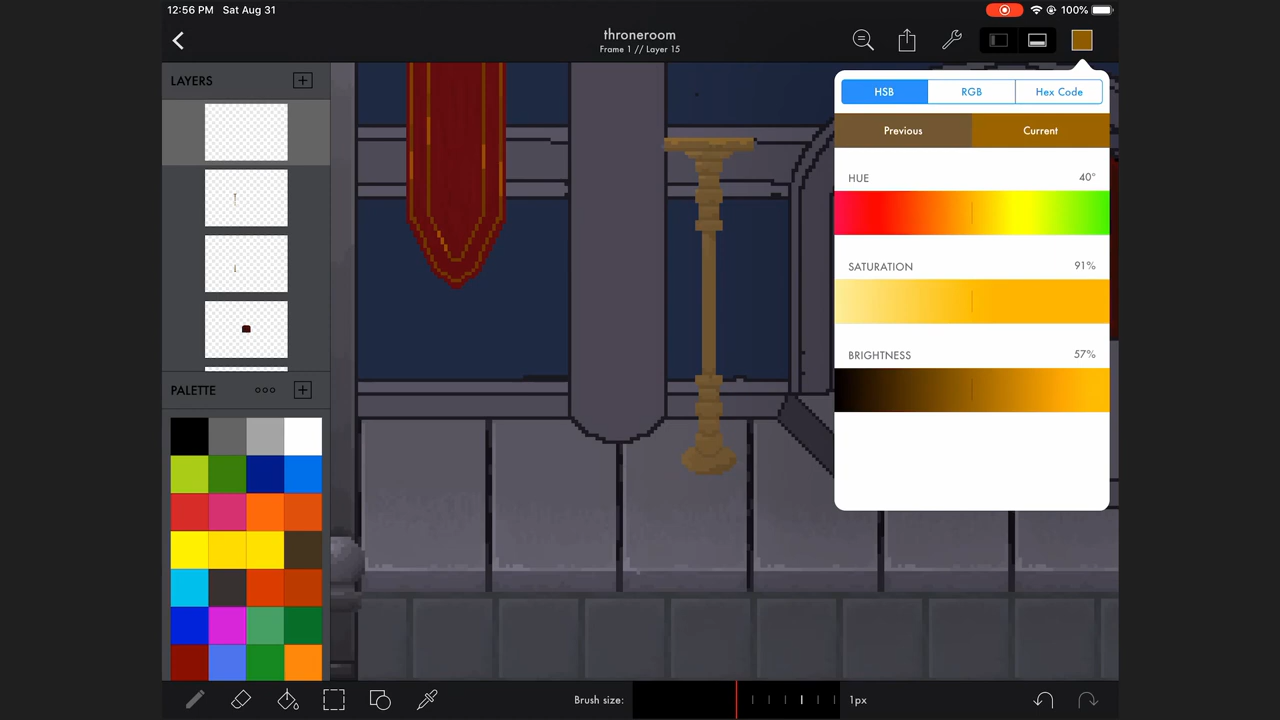 12:56 PM Sat Aug 31
100%
throneroom
Frame 1 // Layer 15
LAYERS
HSB RGB Hex Code
Previous Current
HUE 40°
SATURATION 91%
BRIGHTNESS 57%
PALETTE
Brush size: 1px